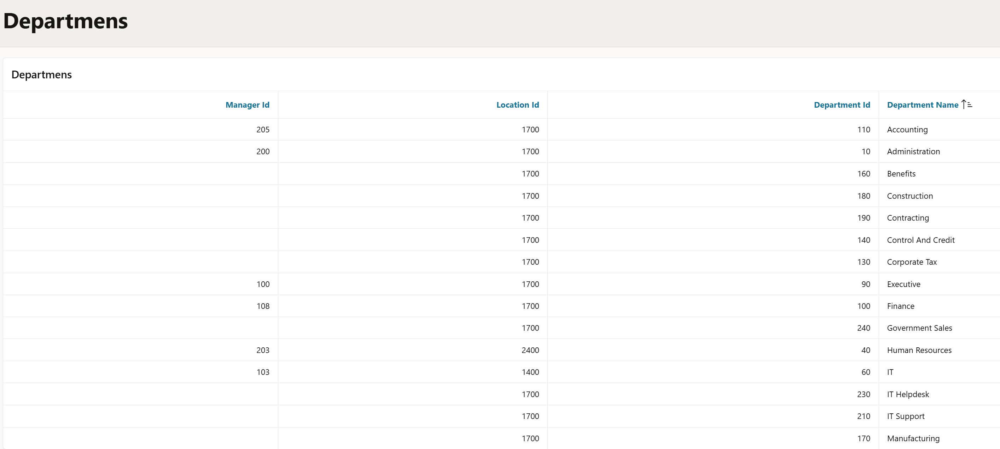 Departmens
Departmens
Manager Id Location Id Department Id Department Name
205 1700 110 Accounting
200 1700 10 Administration
1700 160 Benefits
1700 180 Construction
1700 190 Contracting
1700 140 Control And Credit
1700 130 Corporate Tax
100 1700 90 Executive
108 1700 100 Finance
1700 240 Government Sales
203 2400 40 Human Resources
103 1400 60 IT
1700 230 IT Helpdesk
1700 210 IT Support
1700 170 Manufacturing